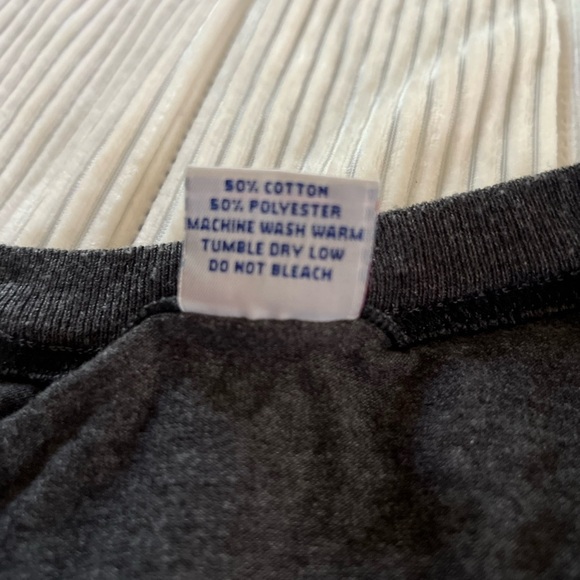 50% COTTON
50% POLYESTER
MACHINE WASH WARM
TUMBLE DRY LOW
DO NOT BLEACH